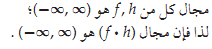 مجال كل من f, h هو (−∞, ∞)؛
لذا فإن مجال (f · h) هو (−∞, ∞) .